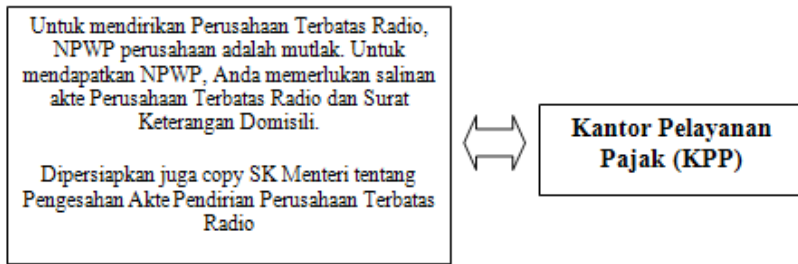 Untuk mendirikan Perusahaan Terbatas Radio,
NPWP perusahaan adalah mutlak. Untuk
mendapatkan NPWP, Anda memerlukan salinan
akte Perusahaan Terbatas Radio dan Surat
Keterangan Domisili.
Dipersiapkan juga copy SK Menteri tentang
Pengesahan Akte Pendirian Perusahaan Terbatas
Radio
Kantor Pelayanan
Pajak (KPP)